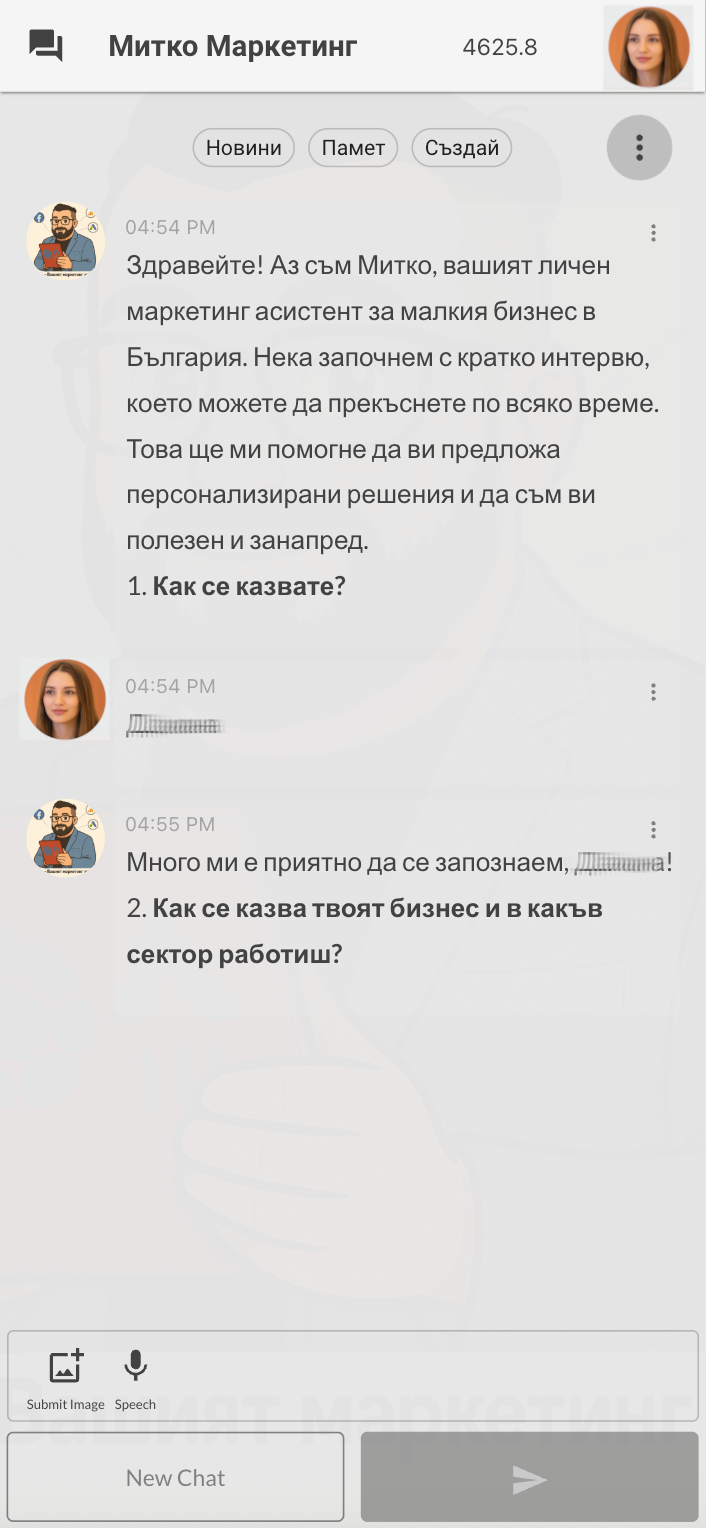 Митко Маркетинг
4625.8
Новини
Памет
Създай
04:54 PM
Здравейте! Аз съм Митко, вашият личен
маркетинг асистент за малкия бизнес в
България. Нека започнем с кратко интервю,
което можете да прекъснете по всяко време.
Това ще ми помогне да ви предложа
персонализирани решения и да съм ви
полезен и занапред.
1. Как се казвате?
04:54 PM
04:55 PM
Много ми е приятно да се запознаем, !
2. Как се казва твоят бизнес и в какъв
сектор работиш?
Submit Image
Speech
Вашият маркетинг
New Chat